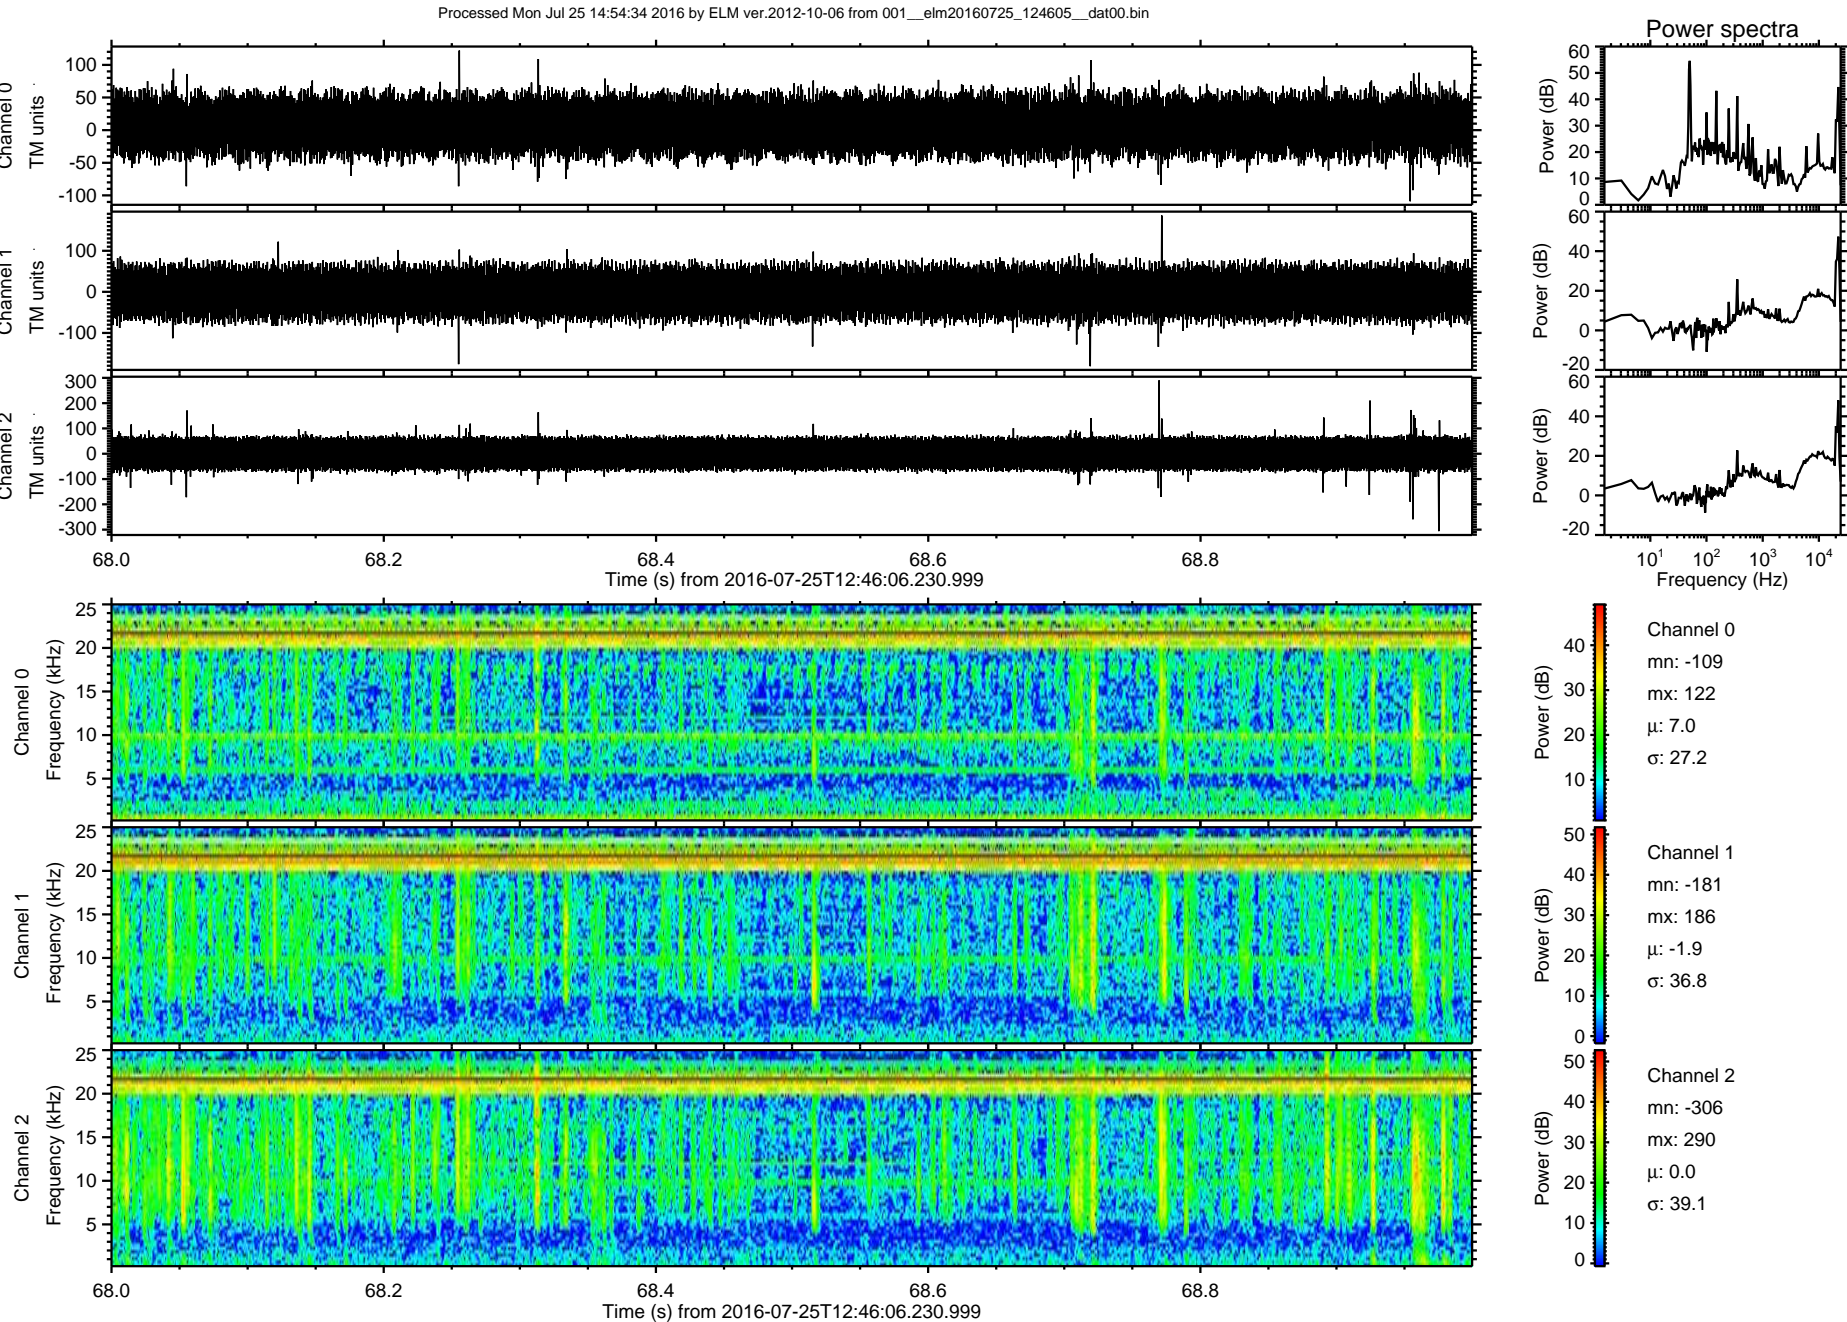 Processed Mon Jul 25 14:54:34 2016 by ELM ver.2012-10-06 from 001__elm20160725_124605__dat00.bin
Power spectra
Channel 0
TM units
100
50
0
-50
-100
Power (dB)
60
50
40
30
20
10
0
Channel 1
TM units
100
0
-100
Power (dB)
60
40
20
0
-20
Channel 2
TM units
300
200
100
0
-100
-200
-300
Power (dB)
60
40
20
0
-20
68.0 68.2 68.4 68.6 68.8
Time (s) from 2016-07-25T12:46:06.230.999
10^1 10^2 10^3 10^4
Frequency (Hz)
Channel 0
Frequency (kHz)
25
20
15
10
5
Power (dB)
40
30
20
10
Channel 0
mn: -109
mx: 122
µ: 7.0
σ: 27.2
Channel 1
Frequency (kHz)
25
20
15
10
5
Power (dB)
50
40
30
20
10
0
Channel 1
mn: -181
mx: 186
µ: -1.9
σ: 36.8
Channel 2
Frequency (kHz)
25
20
15
10
5
Power (dB)
50
40
30
20
10
0
Channel 2
mn: -306
mx: 290
µ: 0.0
σ: 39.1
68.0 68.2 68.4 68.6 68.8
Time (s) from 2016-07-25T12:46:06.230.999